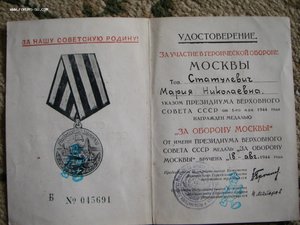 ЗА НАШУ СОВЕТСКУЮ РОДИНУ!
Б № 045691
УДОСТОВЕРЕНИЕ.
ЗА УЧАСТИЕ В ГЕРОИЧЕСКОЙ ОБОРОНЕ
МОСКВЫ
Тов. Статулевич
Мария Николаевна.
УКАЗОМ ПРЕЗИДИУМА ВЕРХОВНОГО
СОВЕТА СССР от 1-го мая 1944 года
НАГРАЖДЕН МЕДАЛЬЮ
„ЗА ОБОРОНУ МОСКВЫ"
ОТ ИМЕНИ ПРЕЗИДИУМА ВЕРХОВНОГО
СОВЕТА СССР МЕДАЛЬ „ЗА ОБОРОНУ
МОСКВЫ" ВРУЧЕНА 18 авг. 1944 года